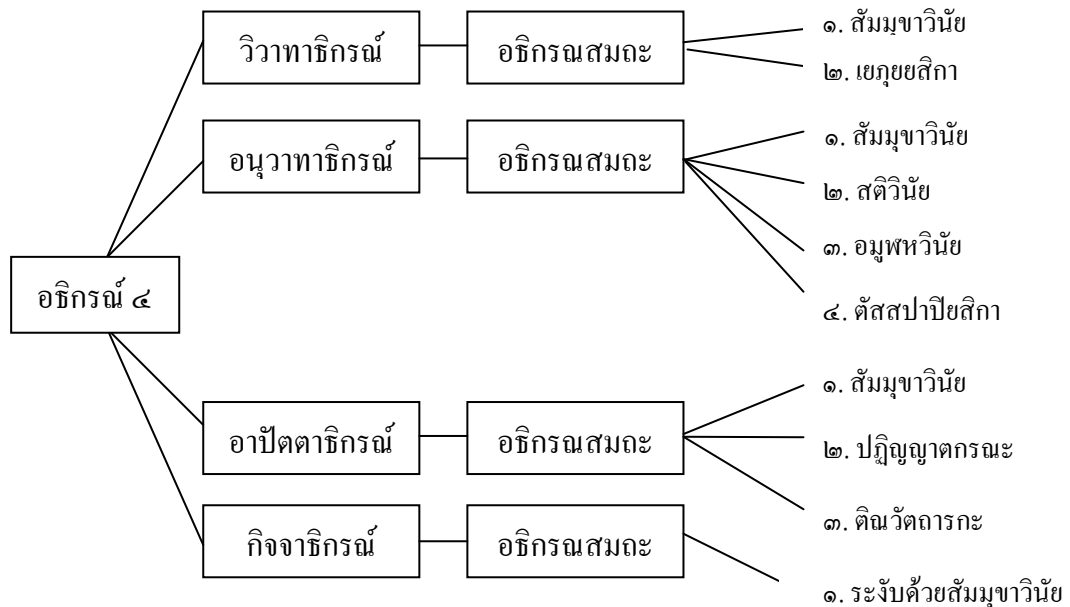 วิวาทาธิกรณ์ อธิกรณสมถะ ๑. สัมมุขาวินัย
๒. เยภุยยสิกา
อนุวาทาธิกรณ์ อธิกรณสมถะ ๑. สัมมุขาวินัย
๒. สติวินัย
๓. อมูฬหวินัย
๔. ตัสสปาปิยสิกา
อธิกรณ์ ๔
อาปัตตาธิกรณ์ อธิกรณสมถะ ๑. สัมมุขาวินัย
๒. ปฏิญญาตกรณะ
๓. ติณวัตถารกะ
กิจจาธิกรณ์ อธิกรณสมถะ
๑. ระงับด้วยสัมมุขาวินัย